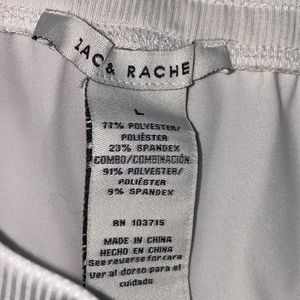 ZAC & RACHE
L
77% POLYESTER/
POLIÉSTER
23% SPANDEX
COMBO/COMBINACIÓN:
91% POLYESTER/
POLIÉSTER
9% SPANDEX
RN 103715
MADE IN CHINA
HECHO EN CHINA
See reverse for care
Ver al dorso para el
cuidado